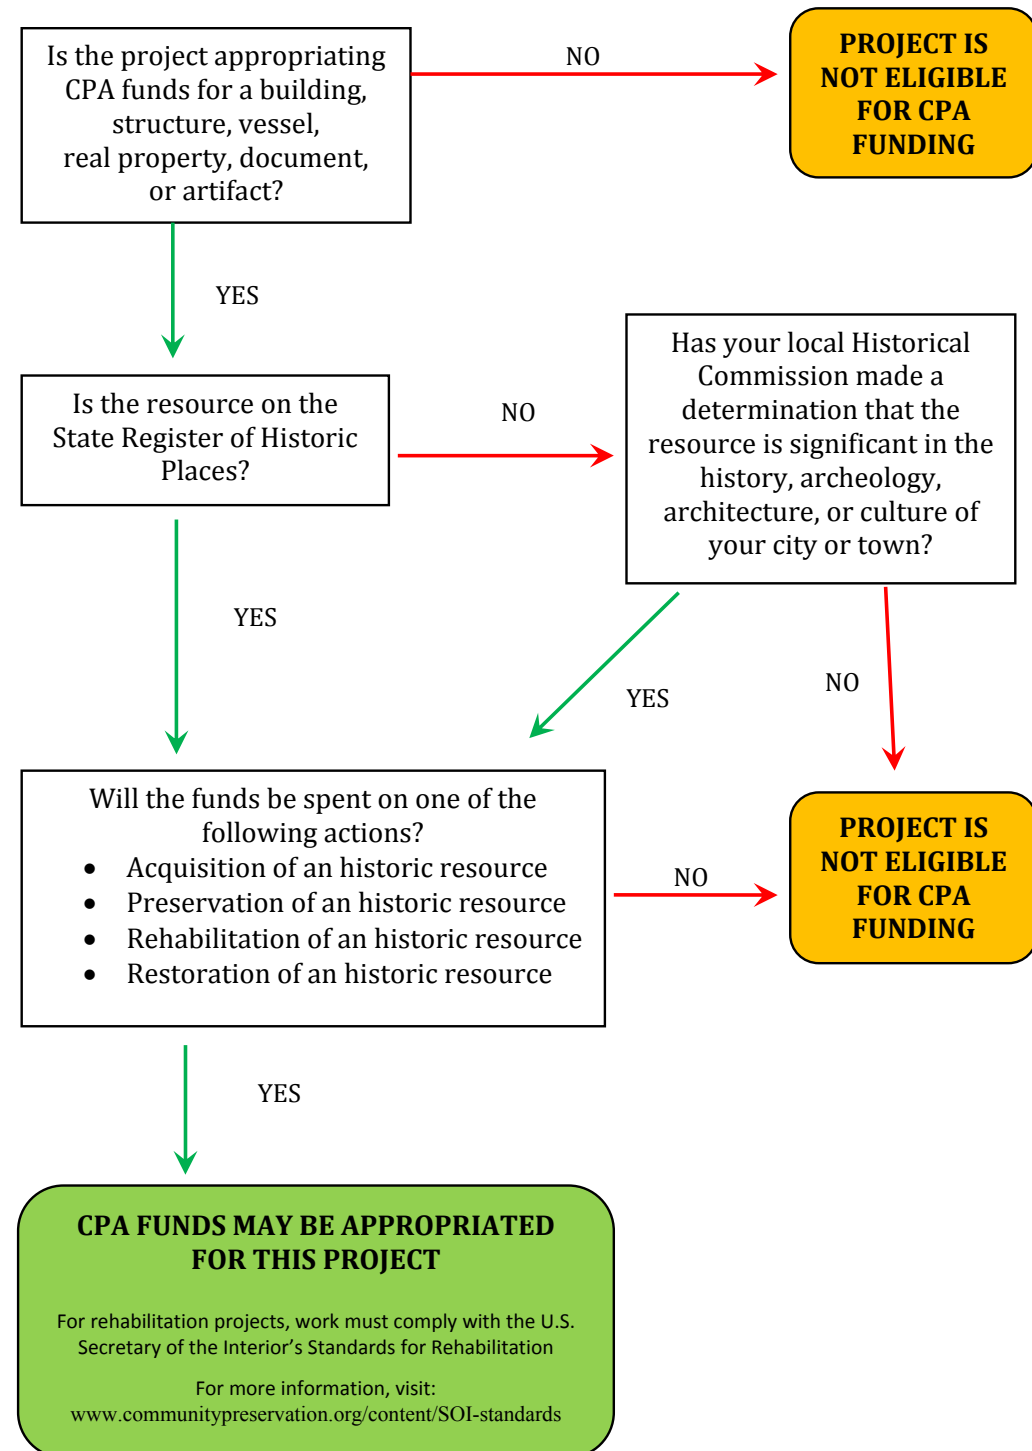 Is the project appropriating
CPA funds for a building,
structure, vessel,
real property, document,
or artifact?
NO
PROJECT IS
NOT ELIGIBLE
FOR CPA
FUNDING
YES
Is the resource on the
State Register of Historic
Places?
NO
Has your local Historical
Commission made a
determination that the
resource is significant in the
history, archeology,
architecture, or culture of
your city or town?
YES
YES
NO
Will the funds be spent on one of the
following actions?
• Acquisition of an historic resource
• Preservation of an historic resource
• Rehabilitation of an historic resource
• Restoration of an historic resource
NO
PROJECT IS
NOT ELIGIBLE
FOR CPA
FUNDING
YES
CPA FUNDS MAY BE APPROPRIATED
FOR THIS PROJECT
For rehabilitation projects, work must comply with the U.S.
Secretary of the Interior’s Standards for Rehabilitation
For more information, visit:
www.communitypreservation.org/content/SOI-standards